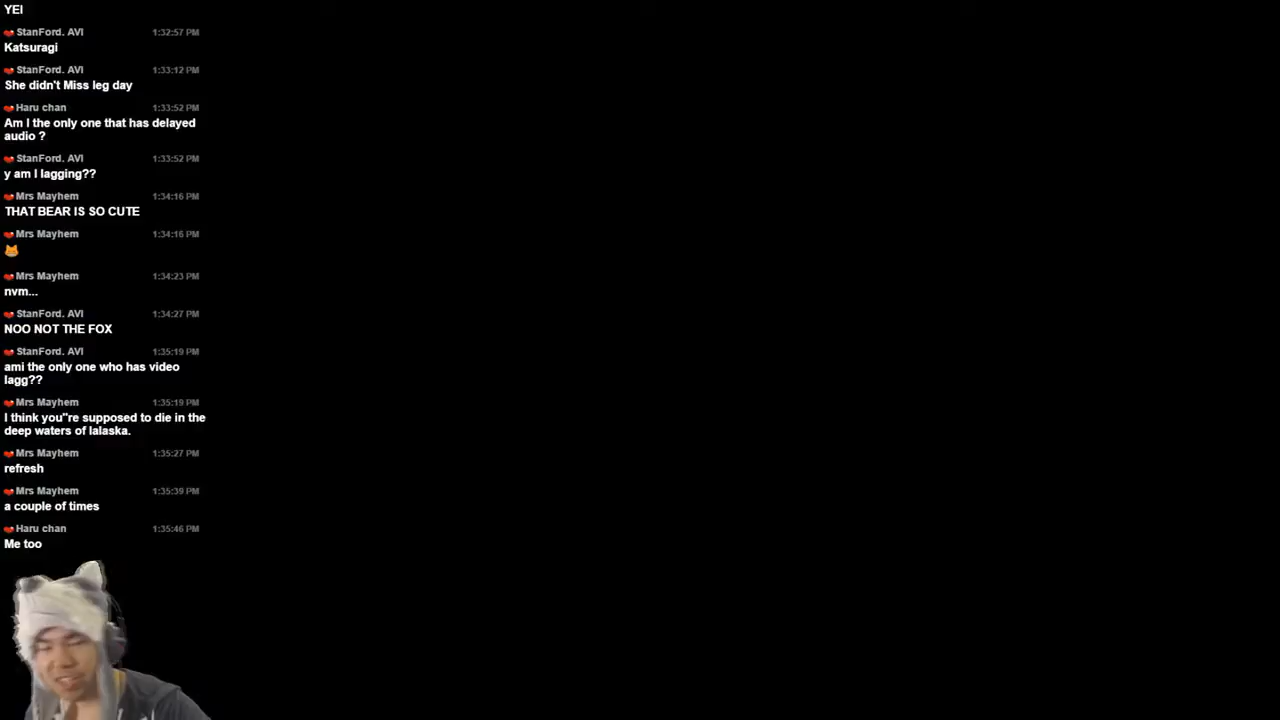 YEI
StanFord. AVI 1:32:57 PM
Katsuragi
StanFord. AVI 1:33:12 PM
She didn't Miss leg day
Haru chan 1:33:52 PM
Am I the only one that has delayed
audio ?
StanFord. AVI 1:33:52 PM
y am I lagging??
Mrs Mayhem 1:34:16 PM
THAT BEAR IS SO CUTE
Mrs Mayhem 1:34:16 PM
Mrs Mayhem 1:34:23 PM
nvm...
StanFord. AVI 1:34:27 PM
NOO NOT THE FOX
StanFord. AVI 1:35:19 PM
ami the only one who has video
lagg??
Mrs Mayhem 1:35:19 PM
I think you"re supposed to die in the
deep waters of lalaska.
Mrs Mayhem 1:35:27 PM
refresh
Mrs Mayhem 1:35:39 PM
a couple of times
Haru chan 1:35:46 PM
Me too